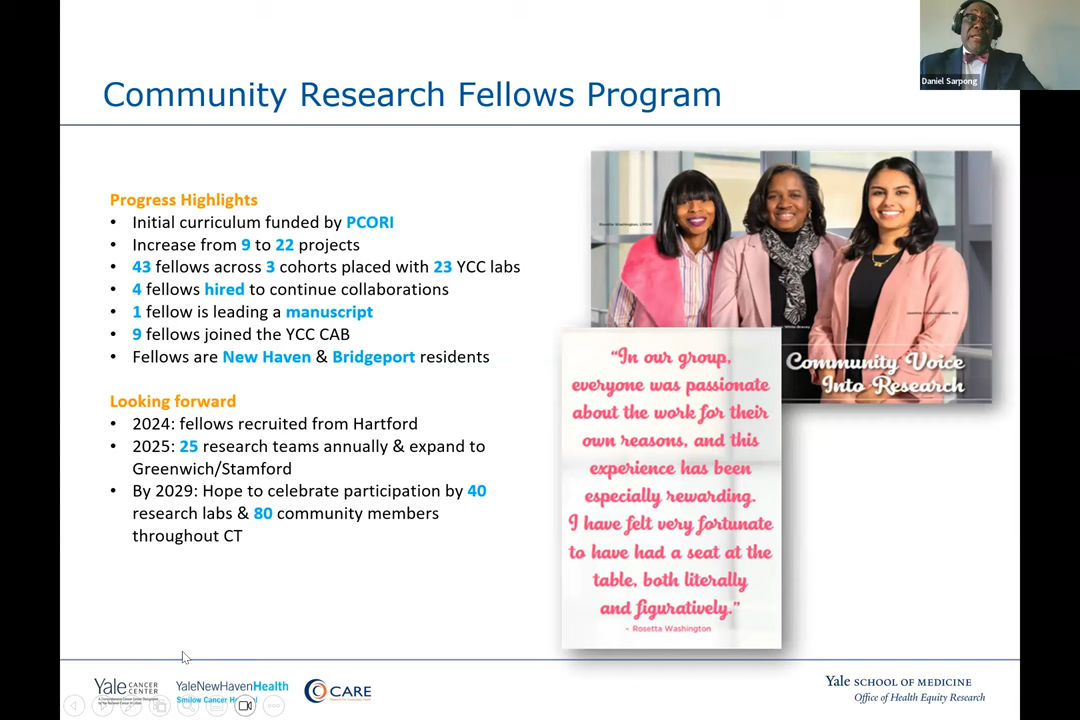 Daniel Sarpong
Community Research Fellows Program
Progress Highlights
• Initial curriculum funded by PCORI
• Increase from 9 to 22 projects
• 43 fellows across 3 cohorts placed with 23 YCC labs
• 4 fellows hired to continue collaborations
• 1 fellow is leading a manuscript
• 9 fellows joined the YCC CAB
• Fellows are New Haven & Bridgeport residents
Looking forward
• 2024: fellows recruited from Hartford
• 2025: 25 research teams annually & expand to
Greenwich/Stamford
• By 2029: Hope to celebrate participation by 40
research labs & 80 community members
throughout CT
Community Voice
Into Research
“In our group,
everyone was passionate
about the work for their
own reasons, and this
experience has been
especially rewarding.
I have felt very fortunate
to have had a seat at the
table, both literally
and figuratively.”
– Rosetta Washington
Yale CANCER
CENTER
YaleNewHavenHealth
Smilow Cancer
CARE
Yale SCHOOL OF MEDICINE
Office of Health Equity Research